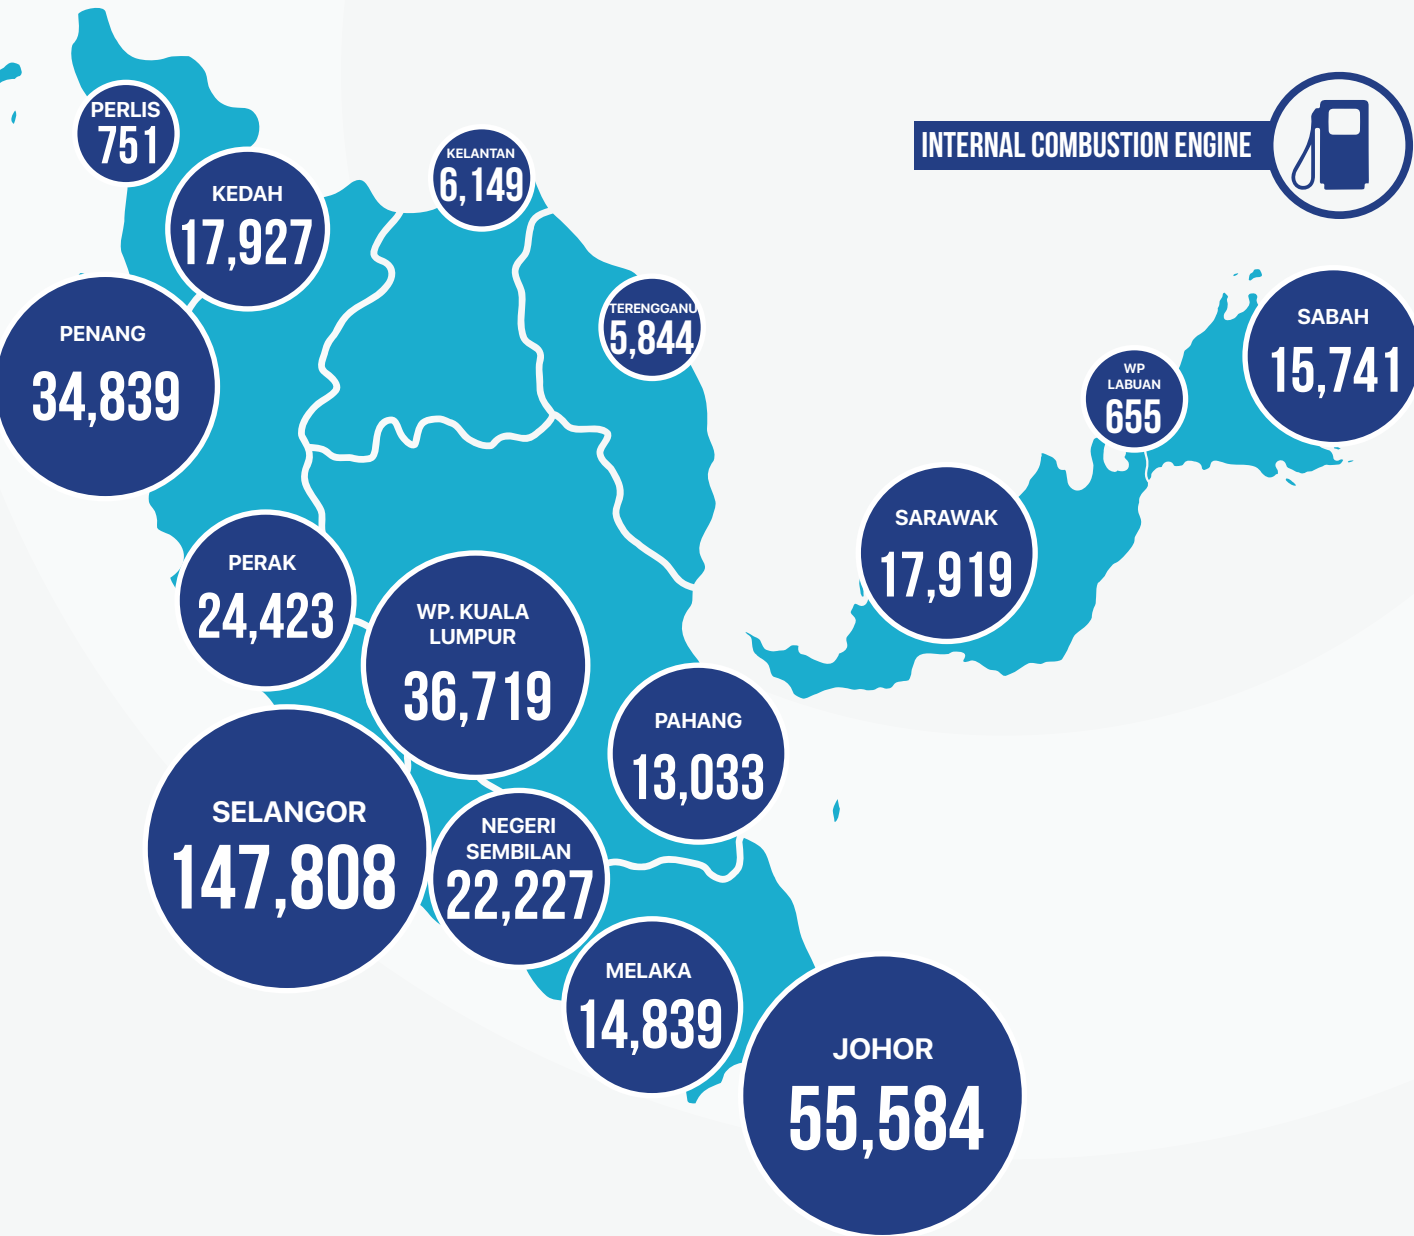 PERLIS
751
KELANTAN
6,149
INTERNAL COMBUSTION ENGINE
KEDAH
17,927
PENANG
34,839
TERENGGANU
5,844
SABAH
15,741
WP
LABUAN
655
SARAWAK
17,919
PERAK
24,423
WP. KUALA
LUMPUR
36,719
PAHANG
13,033
SELANGOR
147,808
NEGERI
SEMBILAN
22,227
MELAKA
14,839
JOHOR
55,584